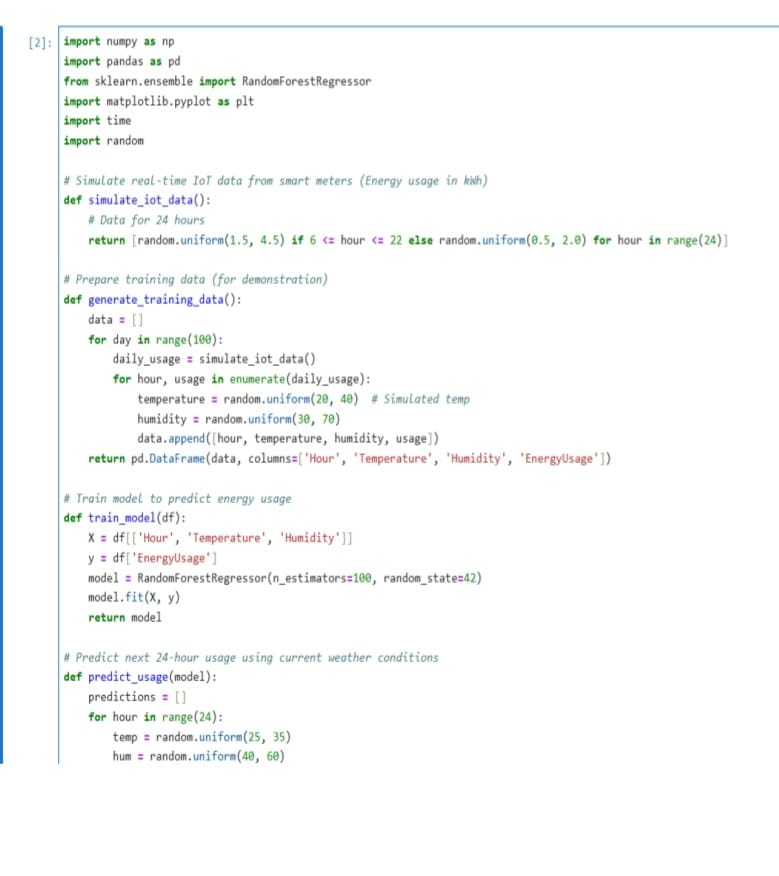 [2]: import numpy as np
import pandas as pd
from sklearn.ensemble import RandomForestRegressor
import matplotlib.pyplot as plt
import time
import random

# Simulate real-time IoT data from smart meters (Energy usage in kWh)
def simulate_iot_data():
    # Data for 24 hours
    return [random.uniform(1.5, 4.5) if 6 <= hour <= 22 else random.uniform(0.5, 2.0) for hour in range(24)]

# Prepare training data (for demonstration)
def generate_training_data():
    data = []
    for day in range(100):
        daily_usage = simulate_iot_data()
        for hour, usage in enumerate(daily_usage):
            temperature = random.uniform(20, 40)  # Simulated temp
            humidity = random.uniform(30, 70)
            data.append([hour, temperature, humidity, usage])
    return pd.DataFrame(data, columns=['Hour', 'Temperature', 'Humidity', 'EnergyUsage'])

# Train model to predict energy usage
def train_model(df):
    X = df[['Hour', 'Temperature', 'Humidity']]
    y = df['EnergyUsage']
    model = RandomForestRegressor(n_estimators=100, random_state=42)
    model.fit(X, y)
    return model

# Predict next 24-hour usage using current weather conditions
def predict_usage(model):
    predictions = []
    for hour in range(24):
        temp = random.uniform(25, 35)
        hum = random.uniform(40, 60)